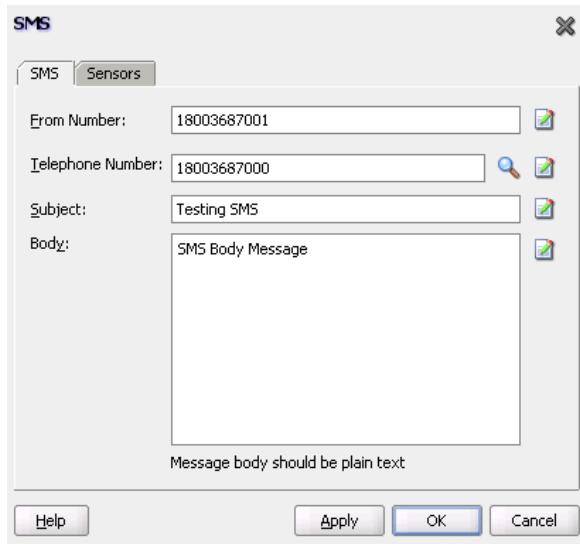 SMS
SMS Sensors
From Number: 18003687001
Telephone Number: 18003687000
Subject: Testing SMS
Body: SMS Body Message
Message body should be plain text
Help Apply OK Cancel